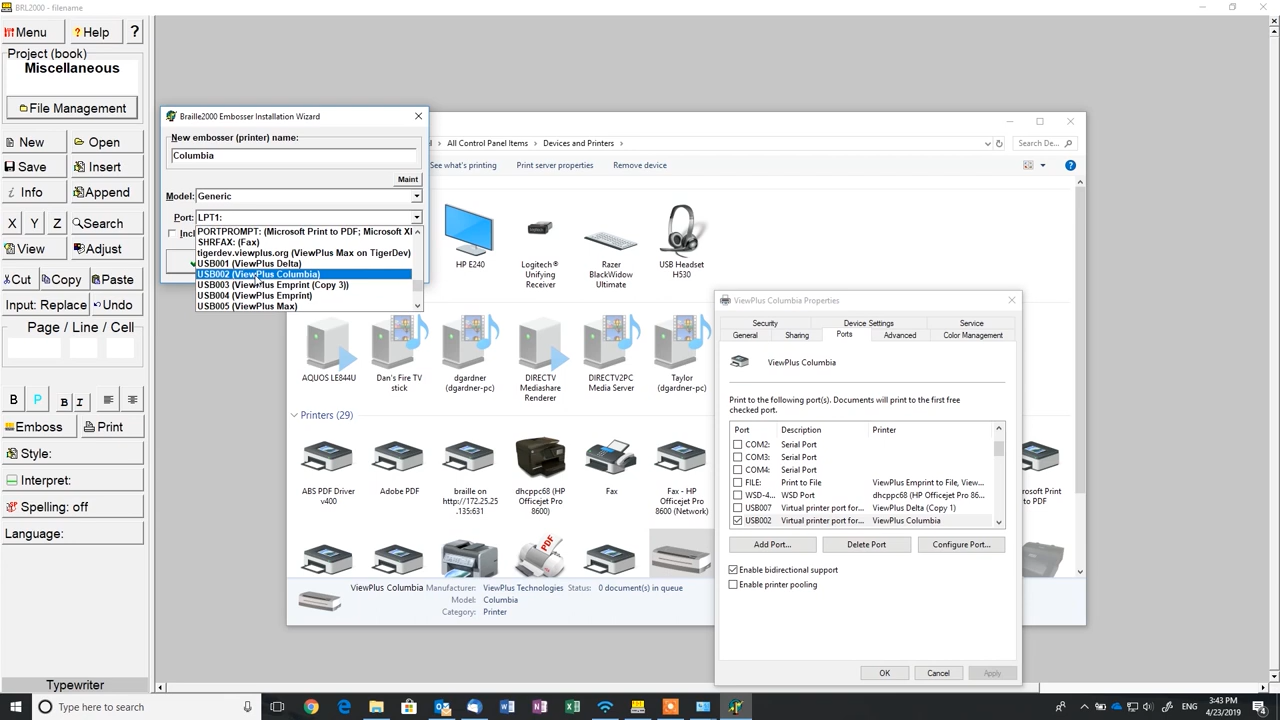 BRL2000 - filename
Menu
Help
?
Project (book)
Miscellaneous
File Management
New
Open
Save
Insert
Info
Append
X
Y
Z
Search
View
Adjust
Cut
Copy
Paste
Input: Replace
Undo
Page / Line / Cell
B
P
B
I
Emboss
Print
Style:
Interpret:
Spelling: off
Language:
Typewriter
Braille2000 Embosser Installation Wizard
New embosser (printer) name:
Columbia
Maint
Model:
Generic
Port:
LPT1:
PORTPROMPT: (Microsoft Print to PDF; Microsoft XI
SHRFAX: (Fax)
tigerdev.viewplus.org (ViewPlus Max on TigerDev)
USB001 (ViewPlus Delta)
USB002 (ViewPlus Columbia)
USB003 (ViewPlus Emprint (Copy 3))
USB004 (ViewPlus Emprint)
USB005 (ViewPlus Max)
All Control Panel Items
Devices and Printers
Search De...
See what's printing
Print server properties
Remove device
HP E240
Logitech®
Unifying
Receiver
Razer
BlackWidow
Ultimate
USB Headset
H530
AQUOS LE844U
Dan's Fire TV
stick
dgardner
(dgardner-pc)
DIRECTV
Mediashare
Renderer
DIRECTV2PC
Media Server
Taylor
(dgardner-pc)
Printers (29)
ABS PDF Driver
v400
Adobe PDF
braille on
http://172.25.25
.135:631
dhcppc68 (HP
Officejet Pro
8600)
Fax
Fax - HP
Officejet Pro
8600 (Network)
osoft Print
to PDF
PDF
ViewPlus Columbia
Manufacturer: ViewPlus Technologies
Status: 0 document(s) in queue
Model: Columbia
Category: Printer
ViewPlus Columbia Properties
Security
Device Settings
Service
General
Sharing
Ports
Advanced
Color Management
ViewPlus Columbia
Print to the following port(s). Documents will print to the first free
checked port.
Port Description Printer
COM2: Serial Port
COM3: Serial Port
COM4: Serial Port
FILE: Print to File ViewPlus Emprint to File, View...
WSD-4... WSD Port dhcppc68 (HP Officejet Pro 86...
USB007 Virtual printer port for... ViewPlus Delta (Copy 1)
USB002 Virtual printer port for... ViewPlus Columbia
Add Port...
Delete Port
Configure Port...
Enable bidirectional support
Enable printer pooling
OK
Cancel
Apply
Type here to search
ENG
3:43 PM
4/23/2019